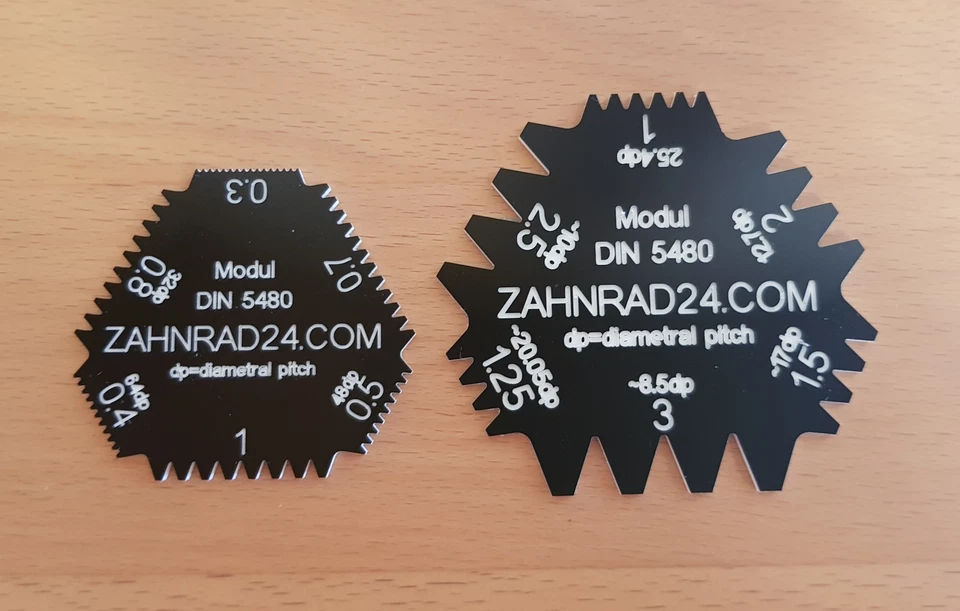 0.3
0.8
32dp
0.7
Modul
DIN 5480
ZAHNRAD24.COM
dp=diametral pitch
0.4
64dp
48dp
0.5
1
1
25.4dp
2.5
~10dp
2
12.7dp
Modul
DIN 5480
ZAHNRAD24.COM
dp=diametral pitch
1.25
~20.05dp
~17dp
1.5
~8.5dp
3